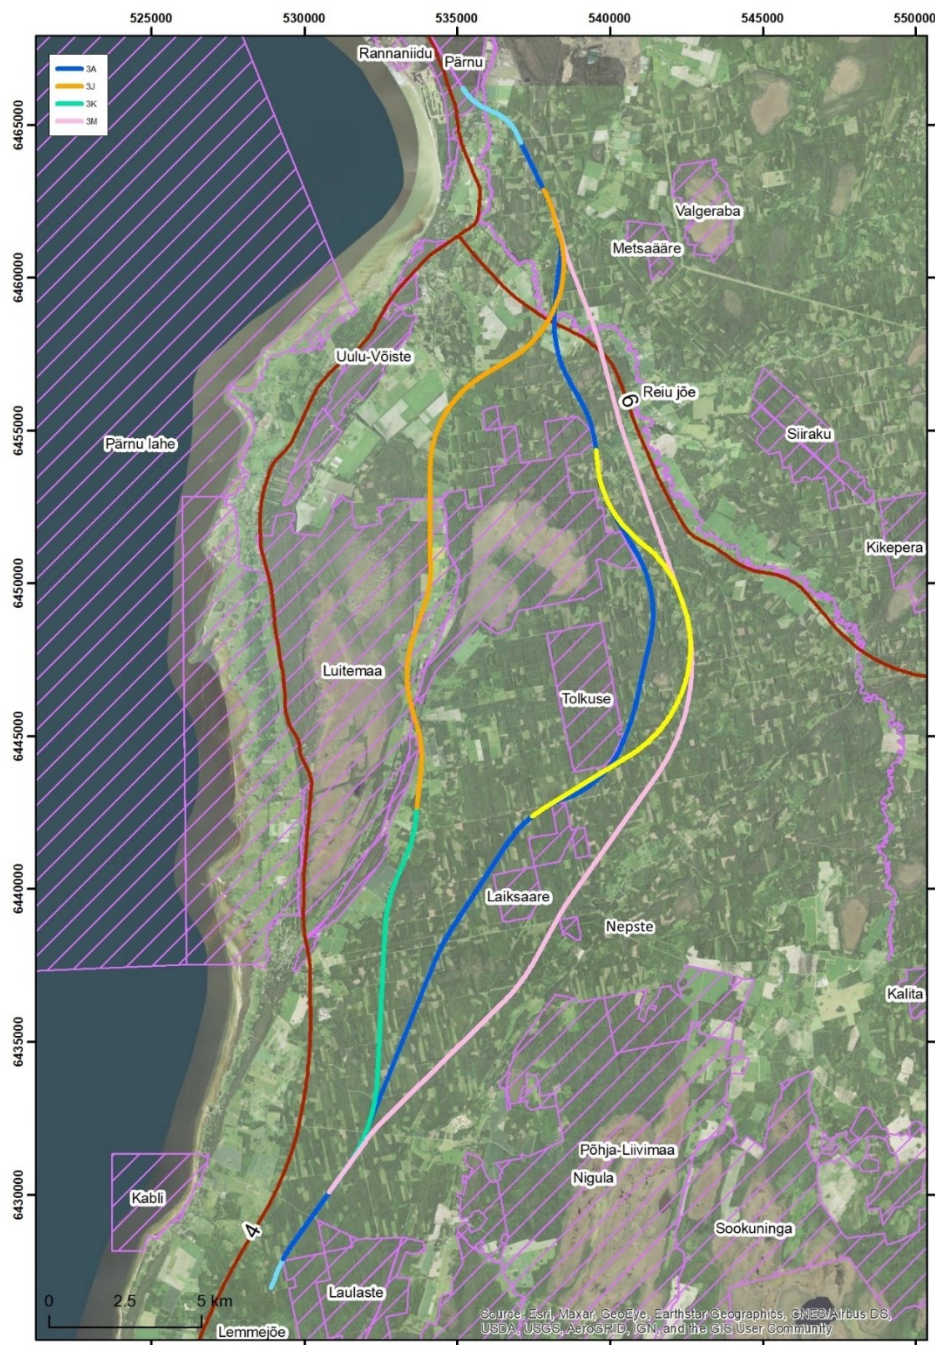 525000 530000 535000 540000 545000 550000
3A
3J
3K
3M
Rannaniidu
Pärnu
6465000
Valgeraba
Metsaääre
6460000
Uulu-Võiste
Reiu jõe
6
6455000
Pärnu lahe
Siiraku
Kikepera
6450000
Luitemaa
Tolkuse
6445000
6440000
Laiksaare
Nepste
Kalita
6435000
Põhja-Liivimaa
Nigula
6430000
Kabli
Sookuninga
4
Laulaste
0 2.5 5 km
Lemmejõe
Source: Esri, Maxar, GeoEye, Earthstar Geographics, CNES/Airbus DS,
USDA, USGS, AeroGRID, IGN, and the GIS User Community